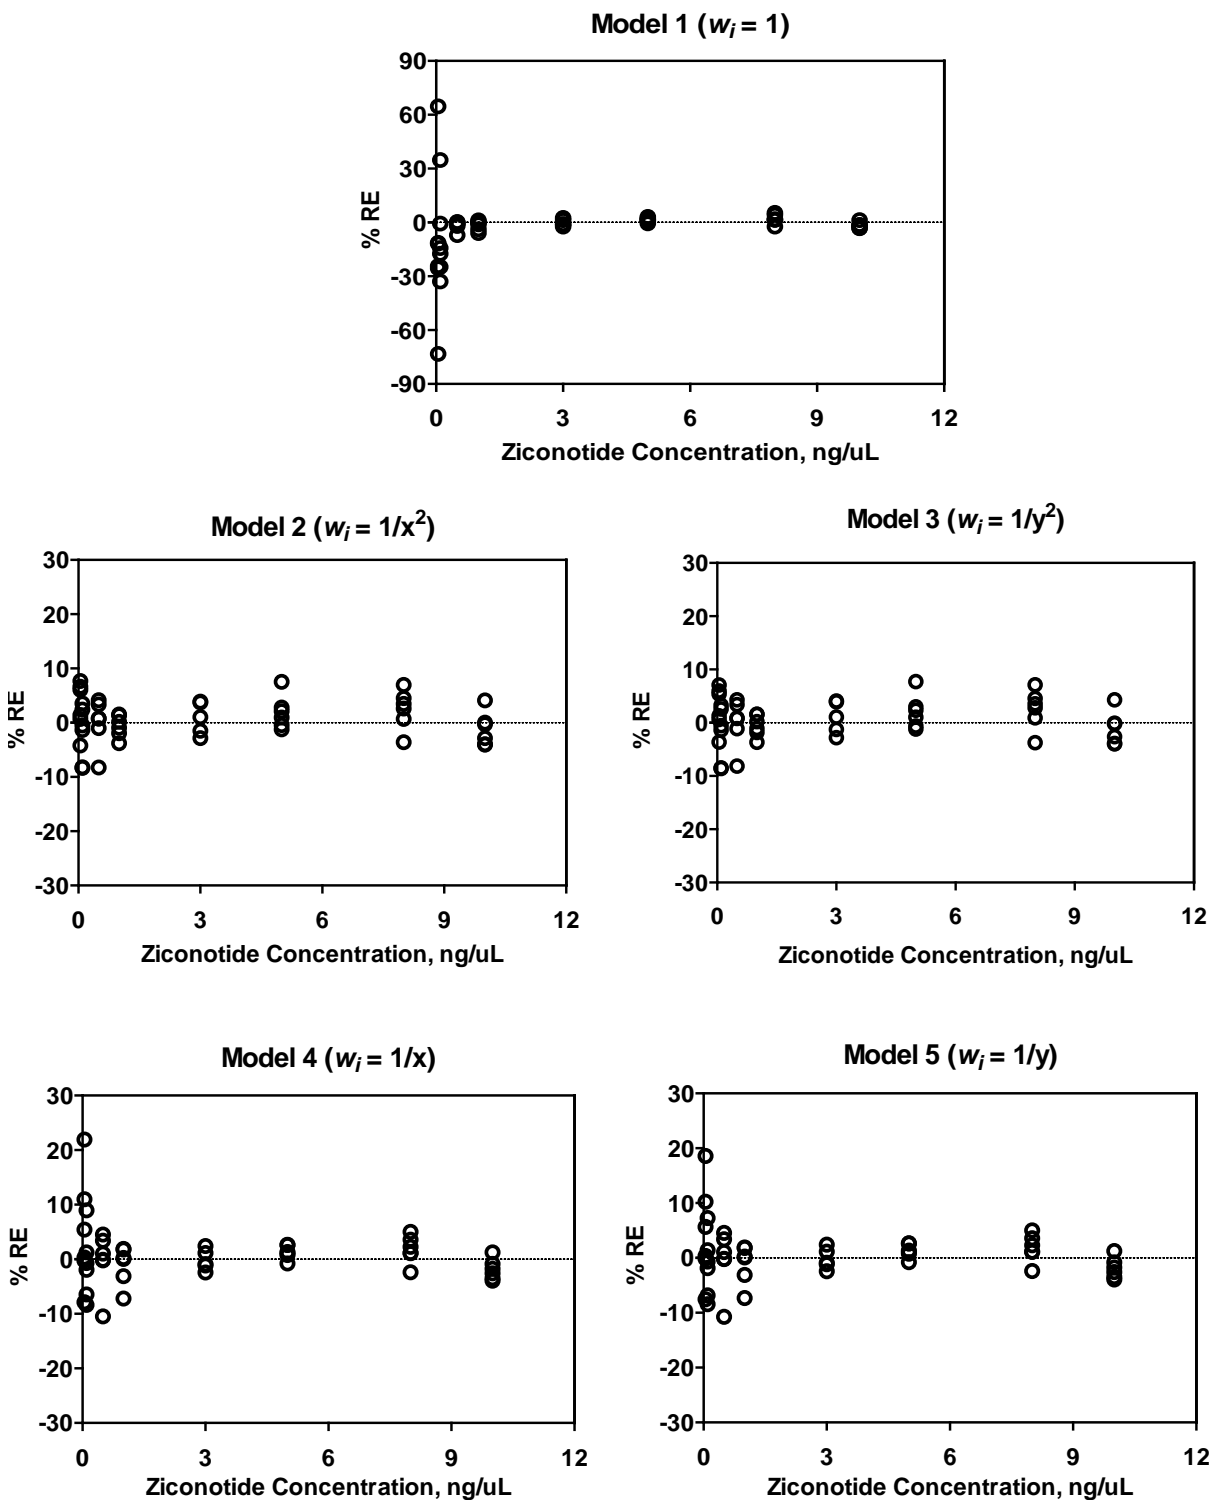 Model 1 (wi = 1)
90
60
30
0
-30
-60
-90
% RE
0 3 6 9 12
Ziconotide Concentration, ng/uL
Model 2 (wi = 1/x²)
30
20
10
0
-10
-20
-30
% RE
0 3 6 9 12
Ziconotide Concentration, ng/uL
Model 3 (wi = 1/y²)
30
20
10
0
-10
-20
-30
% RE
0 3 6 9 12
Ziconotide Concentration, ng/uL
Model 4 (wi = 1/x)
30
20
10
0
-10
-20
-30
% RE
0 3 6 9 12
Ziconotide Concentration, ng/uL
Model 5 (wi = 1/y)
30
20
10
0
-10
-20
-30
% RE
0 3 6 9 12
Ziconotide Concentration, ng/uL